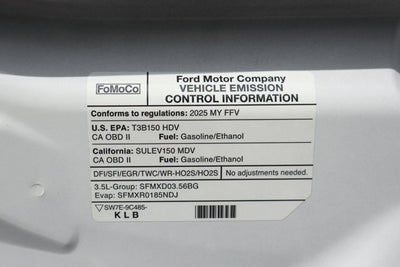 FoMoCo
Ford Motor Company
VEHICLE EMISSION
CONTROL INFORMATION
Conforms to regulations: 2025 MY FFV
U.S. EPA: T3B150 HDV
CA OBD II Fuel: Gasoline/Ethanol
California: SULEV150 MDV
CA OBD II Fuel: Gasoline/Ethanol
DFI/SFI/EGR/TWC/WR-HO2S/HO2S No adjustments needed.
3.5L-Group: SFMXD03.56BG
Evap: SFMXR0185NDJ
SW7E-9C485-
K L B